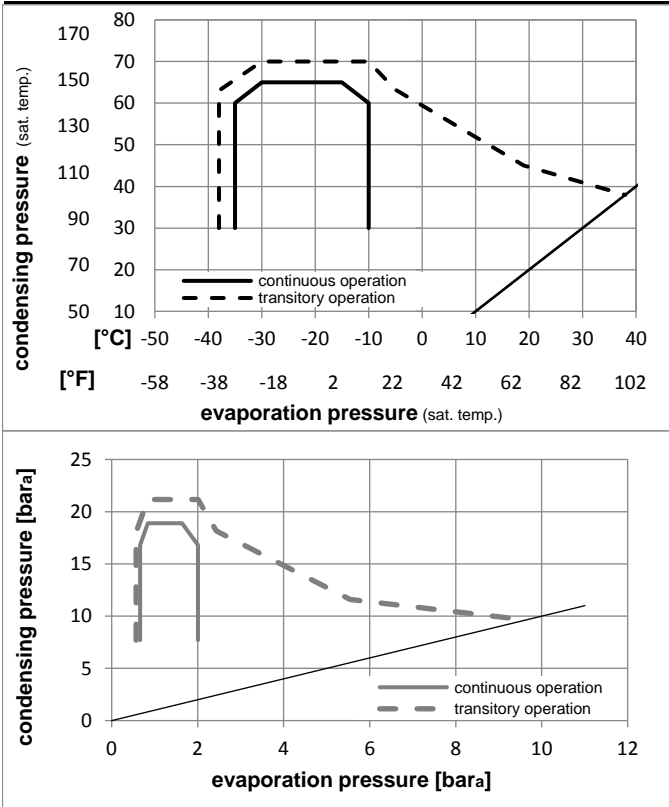 condensing pressure (sat. temp.)
170 80
150 70
130 60
110 50
90 40
70 30
50 20
10
continuous operation
transitory operation
[°C] -50 -40 -30 -20 -10 0 10 20 30 40
[°F] -58 -38 -18 2 22 42 62 82 102
evaporation pressure (sat. temp.)
condensing pressure [bara]
25
20
15
10
5
0
continuous operation
transitory operation
0 2 4 6 8 10 12
evaporation pressure [bara]